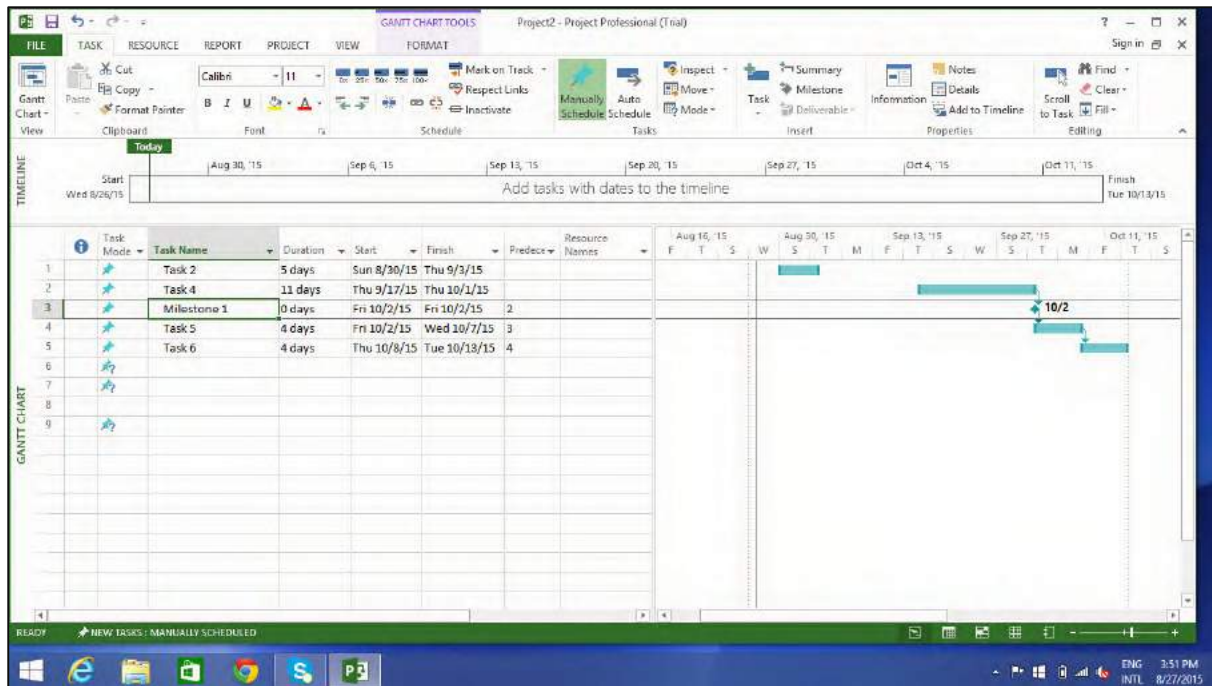 GANTT CHART TOOLS
Project2 - Project Professional (Trial)
FILE TASK RESOURCE REPORT PROJECT VIEW FORMAT Sign in
Gantt Chart
View
Paste
Cut
Copy
Format Painter
Clipboard
Calibri 11
B I U A
Font
0x 25x 50x 75x 100x
Mark on Track
Respect Links
Inactivate
Schedule
Manually Schedule
Auto Schedule
Inspect
Move
Mode
Tasks
Task
Summary
Milestone
Deliverable
Insert
Information
Notes
Details
Add to Timeline
Properties
Scroll to Task
Find
Clear
Fill
Editing
TIMELINE
Today
Aug 30, '15 Sep 6, '15 Sep 13, '15 Sep 20, '15 Sep 27, '15 Oct 4, '15 Oct 11, '15
Start
Wed 8/26/15
Add tasks with dates to the timeline
Finish
Tue 10/13/15
GANTT CHART
Task Mode Task Name Duration Start Finish Predece Resource Names
1 Task 2 5 days Sun 8/30/15 Thu 9/3/15
2 Task 4 11 days Thu 9/17/15 Thu 10/1/15
3 Milestone 1 0 days Fri 10/2/15 Fri 10/2/15 2
4 Task 5 4 days Fri 10/2/15 Wed 10/7/15 3
5 Task 6 4 days Thu 10/8/15 Tue 10/13/15 4
6 ?
7 ?
8
9 ?
Aug 16, '15 Aug 30, '15 Sep 13, '15 Sep 27, '15 Oct 11, '15
F T S W S T M F T S W S T M F T S
10/2
READY NEW TASKS : MANUALLY SCHEDULED
ENG 3:51 PM
INTL 8/27/2015